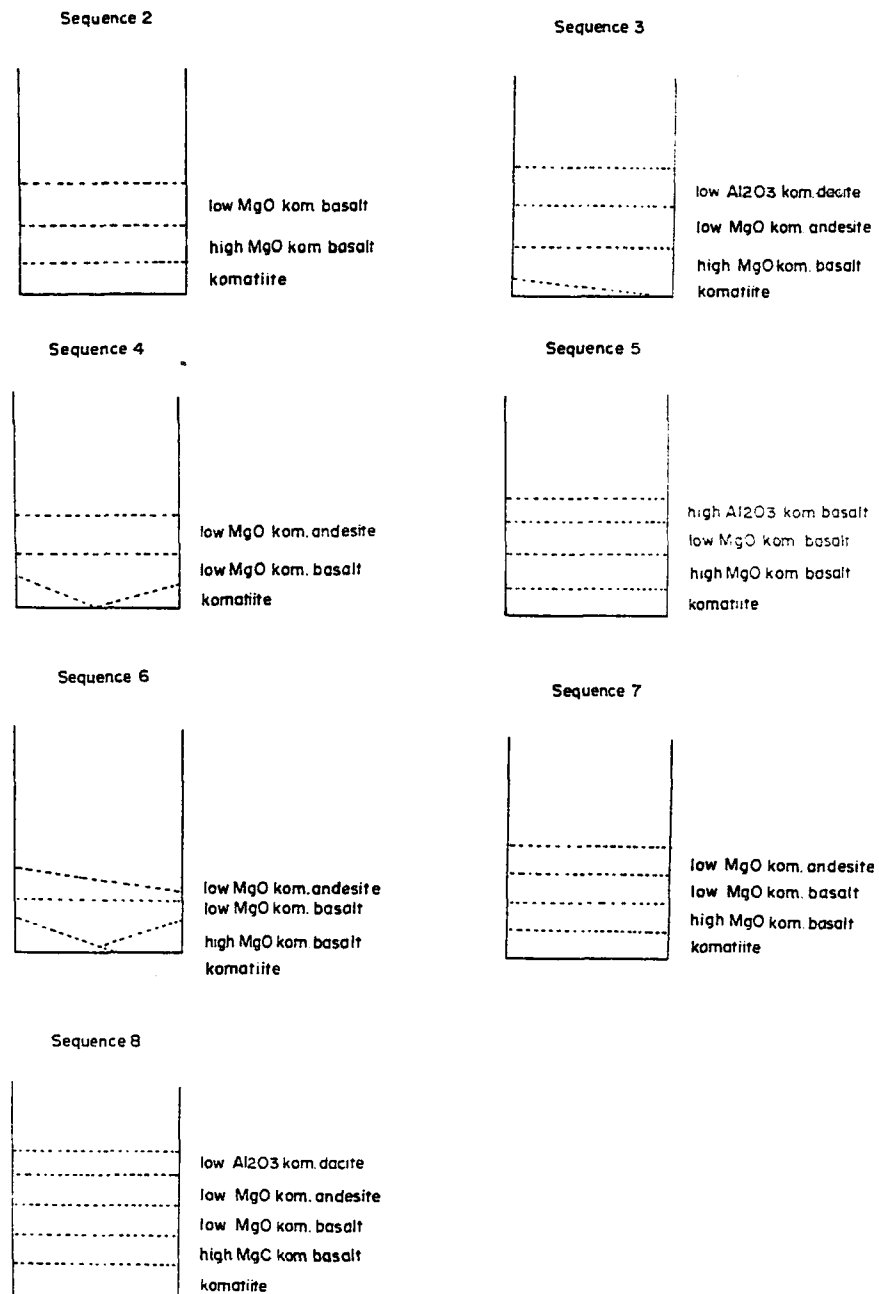 Sequence 2
low MgO kom. basalt
high MgO kom basalt
komatiite
Sequence 3
low Al2O3 kom. dacite
low MgO kom. andesite
high MgO kom. basalt
komatiite
Sequence 4
low MgO kom. andesite
low MgO kom. basalt
komatiite
Sequence 5
high Al2O3 kom basalt
low MgO kom basalt
high MgO kom basalt
komatiite
Sequence 6
low MgO kom. andesite
low MgO kom. basalt
high MgO kom basalt
komatiite
Sequence 7
low MgO kom. andesite
low MgO kom. basalt
high MgO kom. basalt
komatiite
Sequence 8
low Al2O3 kom. dacite
low MgO kom. andesite
low MgO kom. basalt
high MgC kom basalt
komatiite